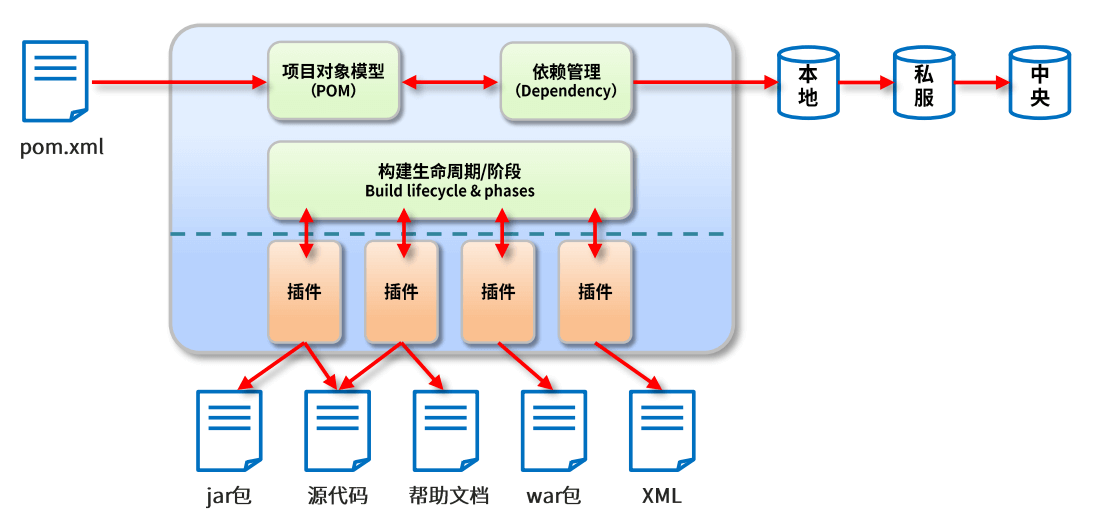 pom.xml
项目对象模型
(POM)
依赖管理
(Dependency)
本
地
私
服
中
央
构建生命周期/阶段
Build lifecycle & phases
插件
插件
插件
插件
jar包
源代码
帮助文档
war包
XML